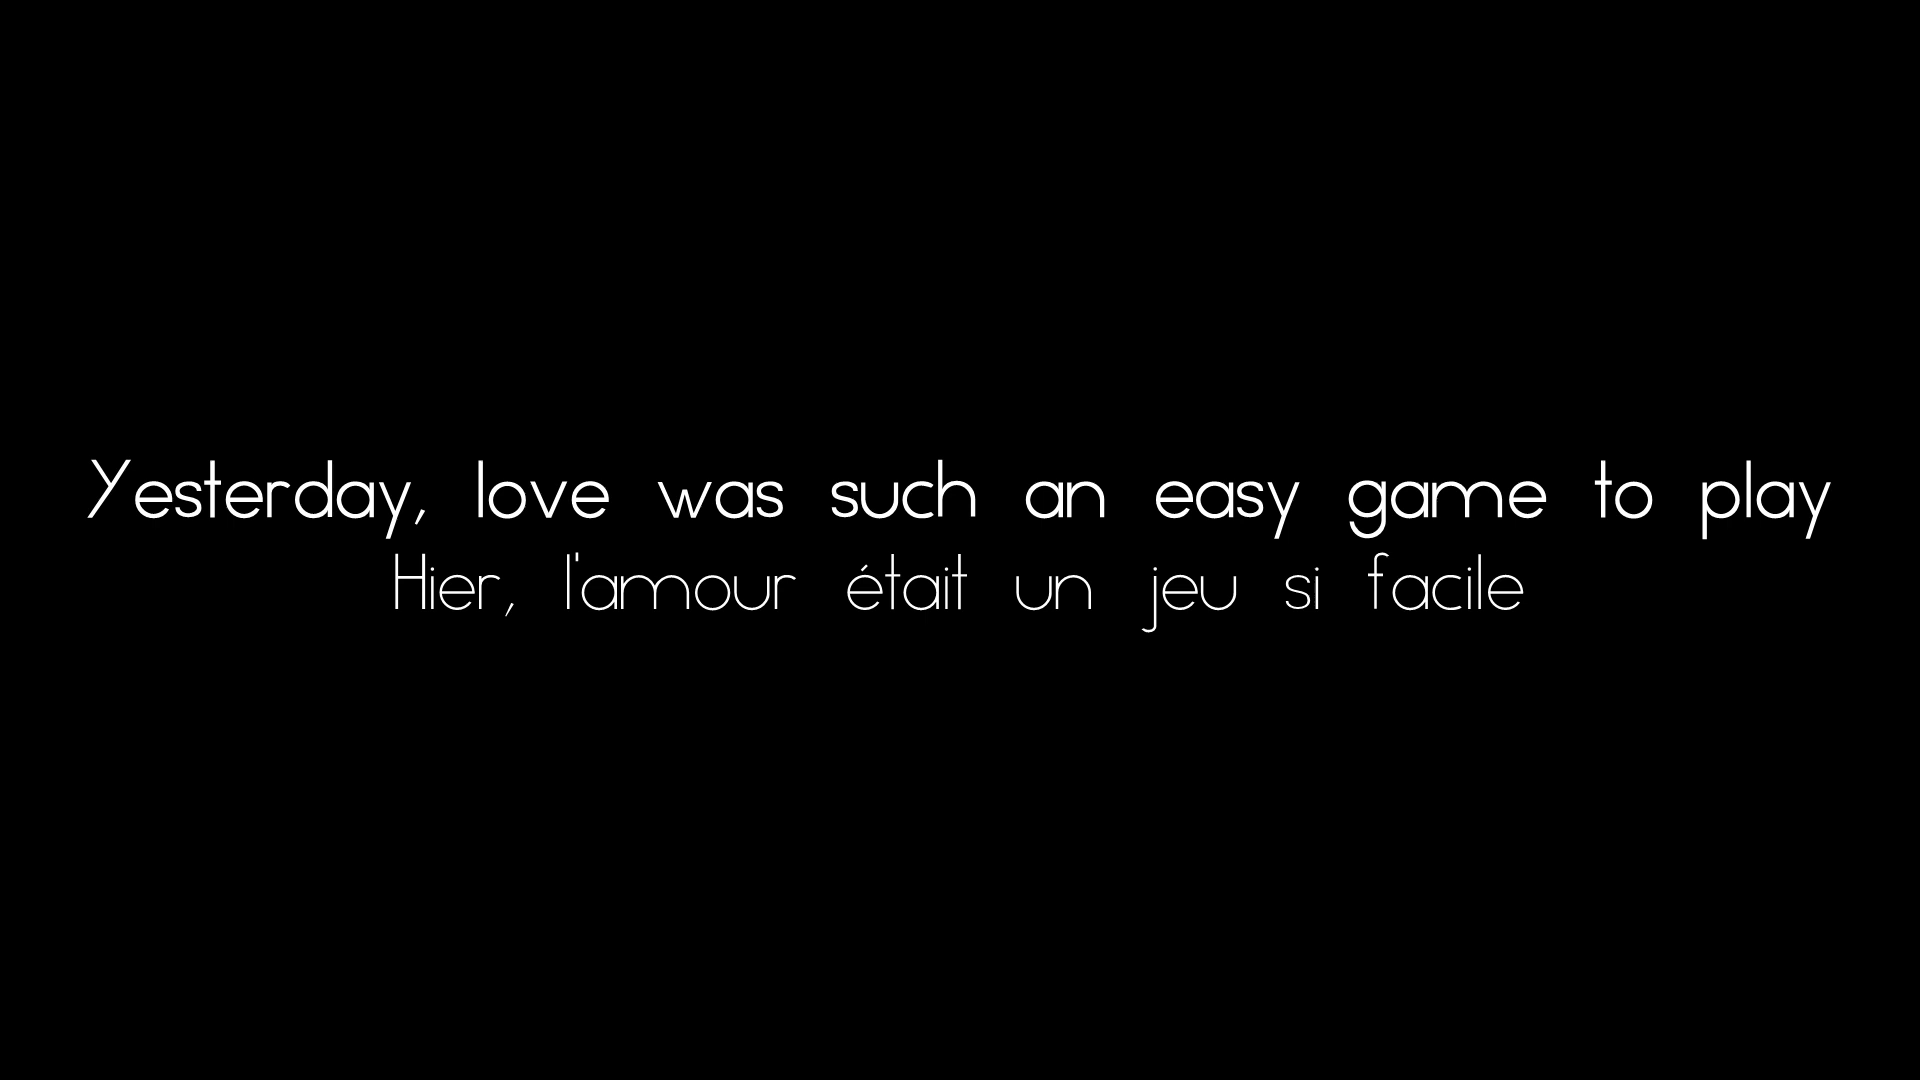 Yesterday, love was such an easy game to play
Hier, l'amour était un jeu si facile